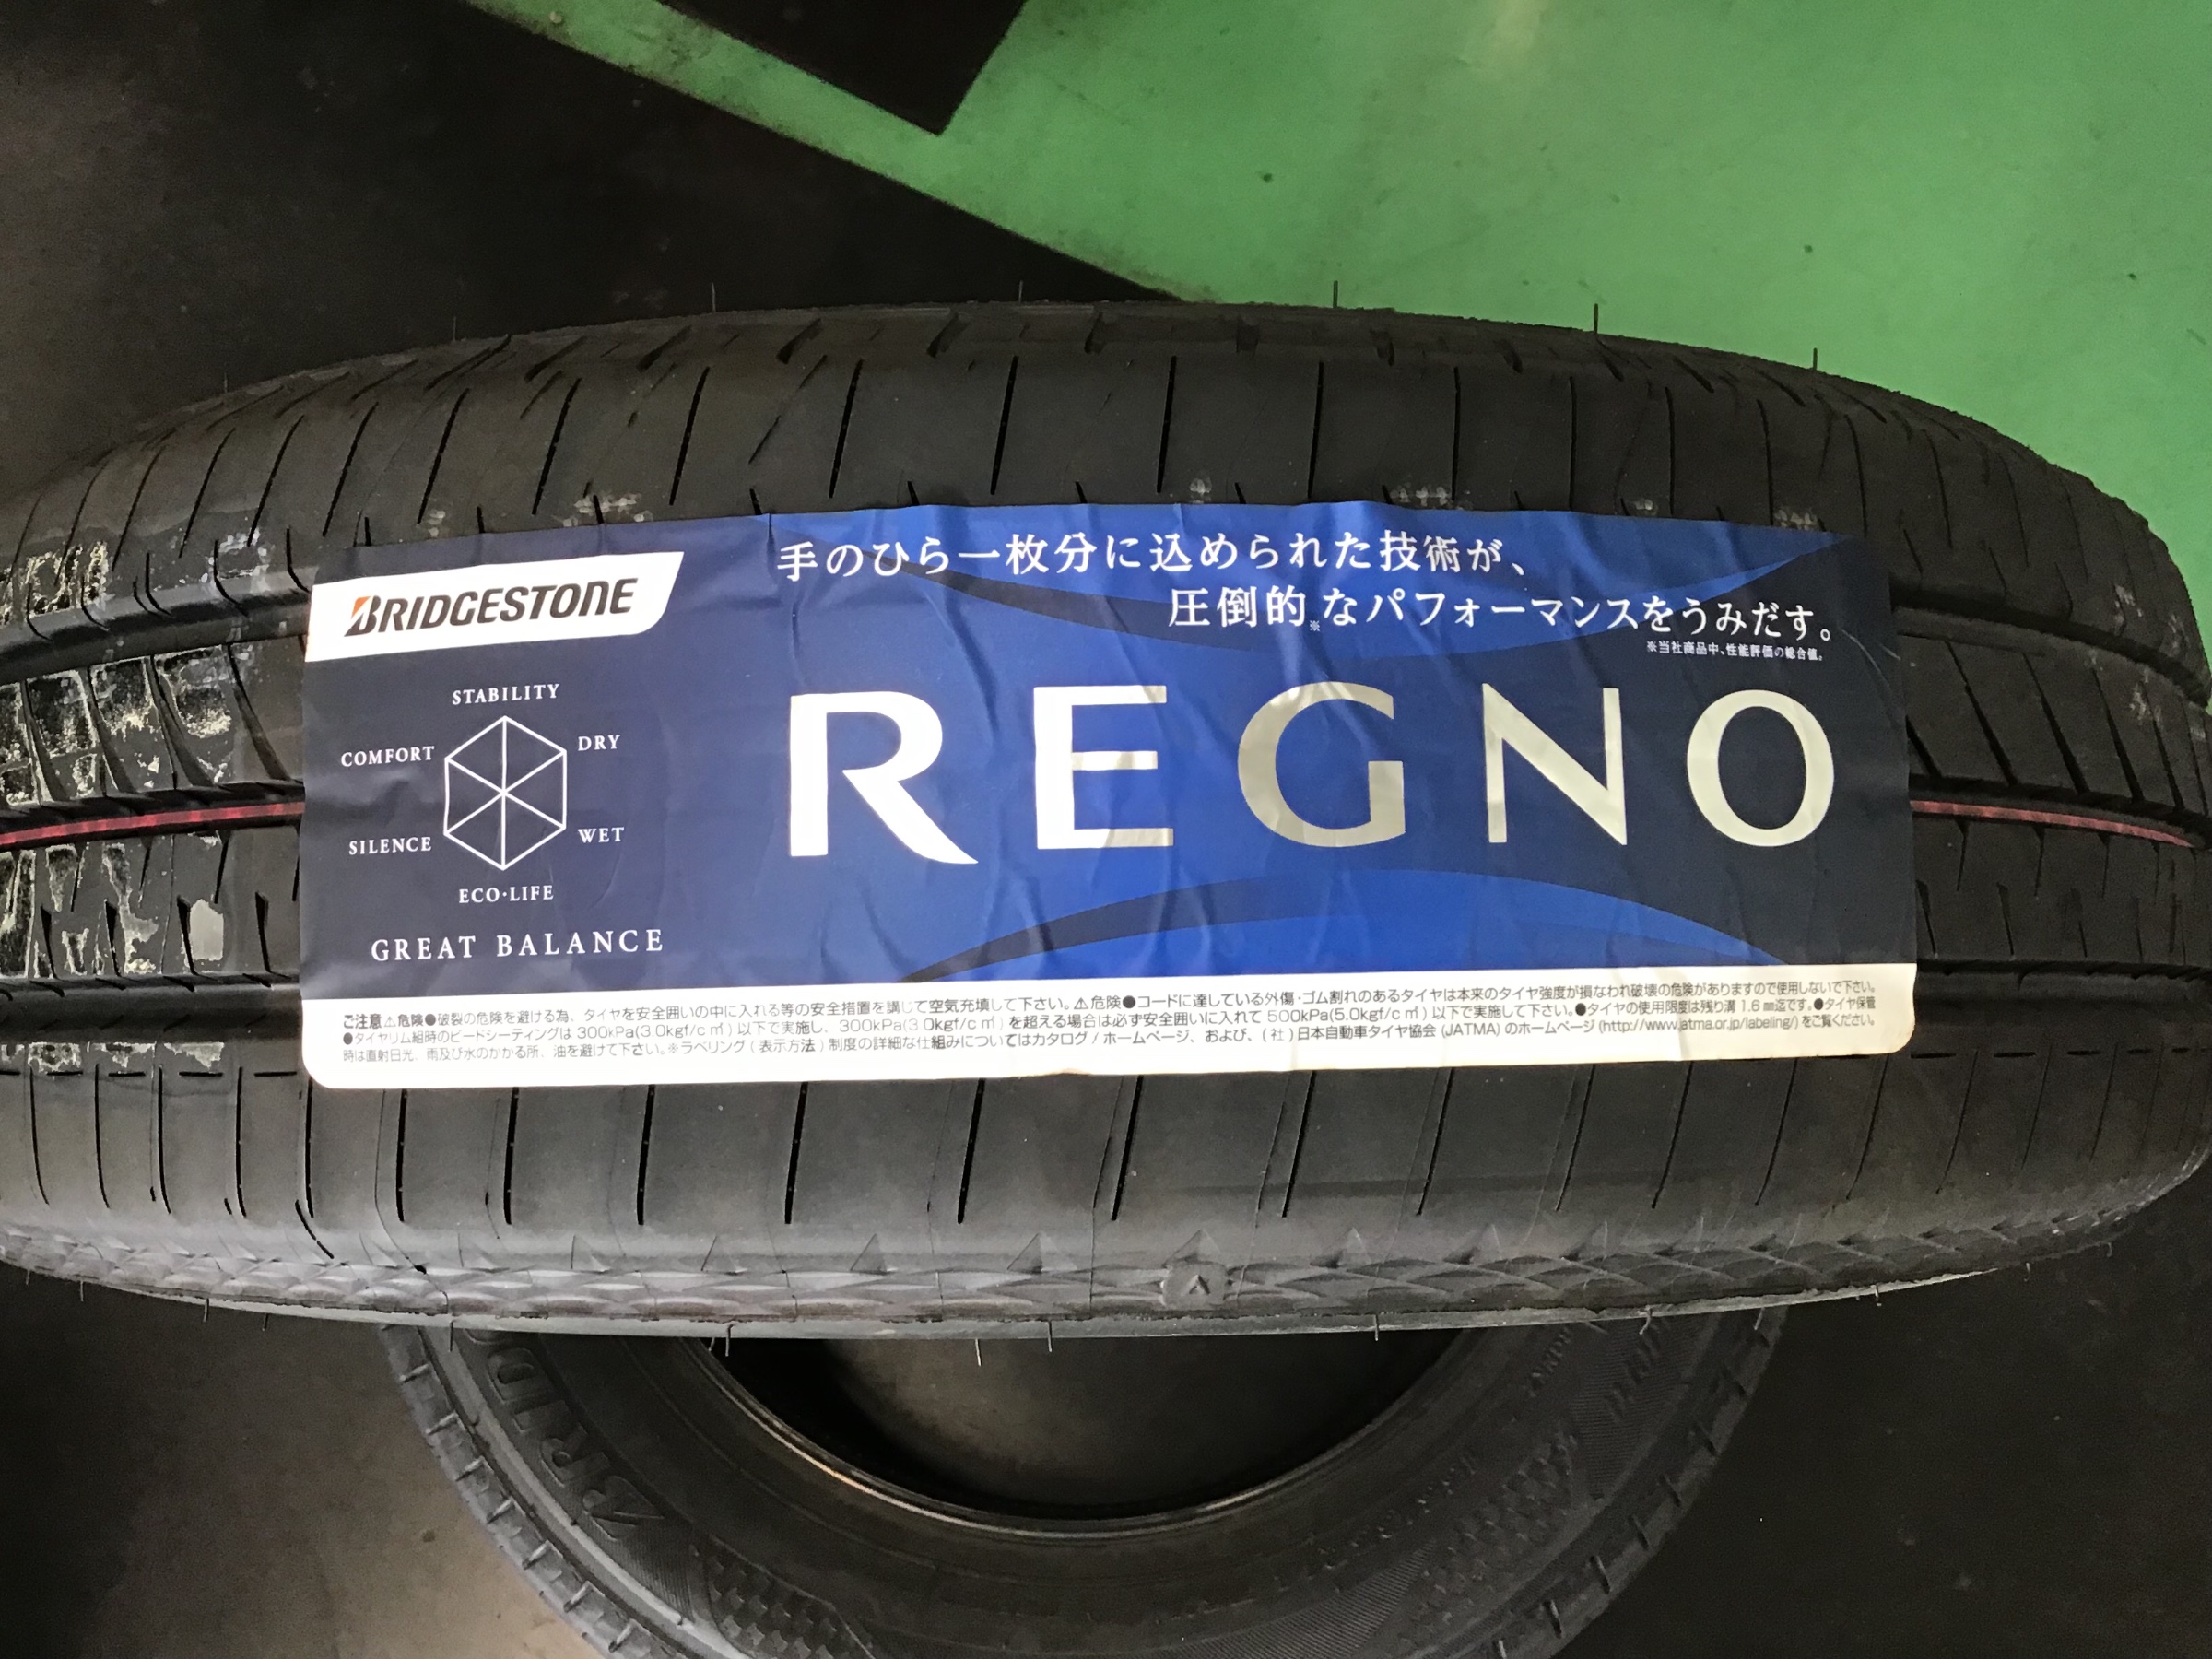 手のひら一枚分に込められた技術が、
圧倒的※なパフォーマンスをうみだす。
※当社商品中、性能評価の総合値。
BRIDGESTONE
STABILITY
COMFORT
DRY
SILENCE
WET
ECO・LIFE
GREAT BALANCE
REGNO
ご注意⚠危険●破裂の危険を避ける為、タイヤを安全囲いの中に入れる等の安全措置を講じて空気充填して下さい。⚠危険●コードに達している外傷・ゴム割れのあるタイヤは本来のタイヤ強度が損なわれ破壊の危険がありますので使用しないで下さい。
●タイヤリム組時のビードシーティングは300kPa(3.0kgf/c㎡)以下で実施し、300kPa(3.0kgf/c㎡)を超える場合は必ず安全囲いに入れて500kPa(5.0kgf/c㎡)以下で実施して下さい。●タイヤの使用限度は残り溝1.6㎜迄です。●タイヤ保管
時は直射日光、雨及び水のかかる所、油を避けて下さい。※ラベリング(表示方法)制度の詳細な仕組みについてはカタログ/ホームページ、および、(社)日本自動車タイヤ協会(JATMA)のホームページ(http://www.jatma.or.jp/labeling/)をご覧ください。
BRID